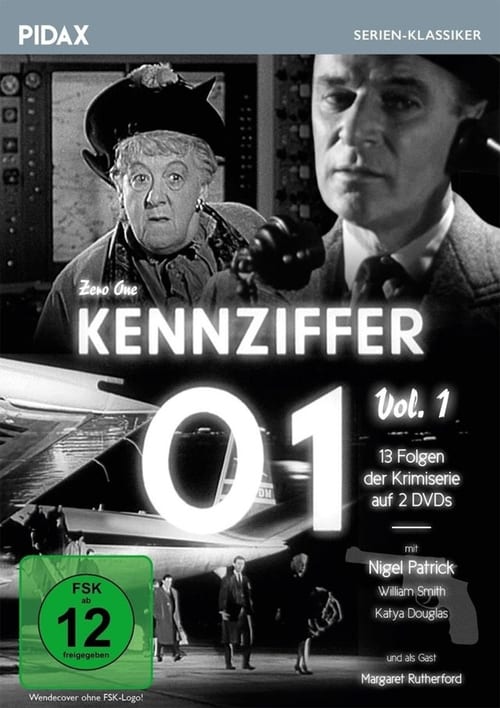 PIDAX
SERIEN-KLASSIKER
Zero One
KENNZIFFER
01
Vol. 1
13 Folgen
der Krimiserie
auf 2 DVDs
mit
Nigel Patrick
William Smith
Katya Douglas
und als Gast
Margaret Rutherford
FSK
ab
12
freigegeben
Wendecover ohne FSK-Logo!